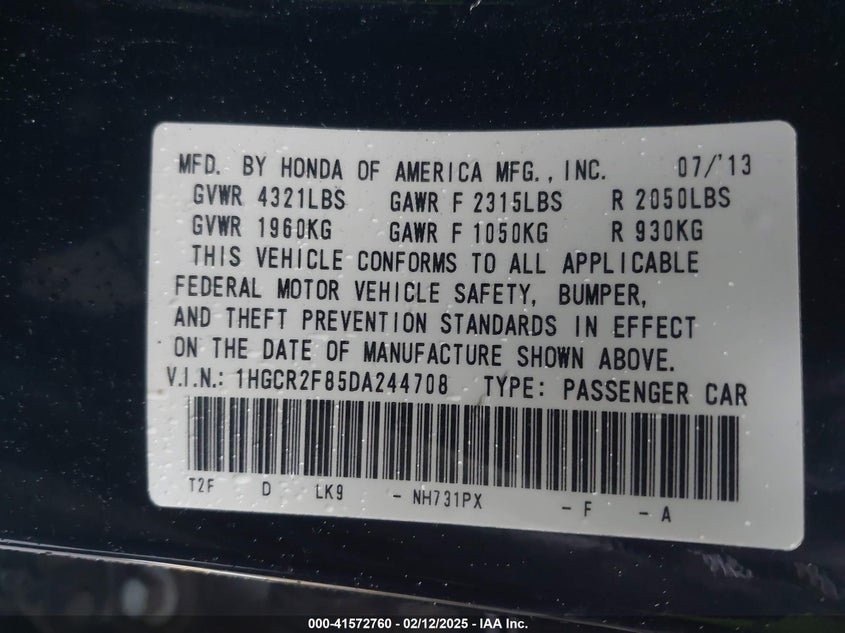 MFD. BY HONDA OF AMERICA MFG., INC. 07/'13
GVWR 4321LBS GAWR F 2315LBS R 2050LBS
GVWR 1960KG GAWR F 1050KG R 930KG
THIS VEHICLE CONFORMS TO ALL APPLICABLE
FEDERAL MOTOR VEHICLE SAFETY, BUMPER,
AND THEFT PREVENTION STANDARDS IN EFFECT
ON THE DATE OF MANUFACTURE SHOWN ABOVE.
V.I.N.: 1HGCR2F85DA244708 TYPE: PASSENGER CAR
T2F D LK9 - NH731PX - F - A
000-41572760 - 02/12/2025 - IAA Inc.